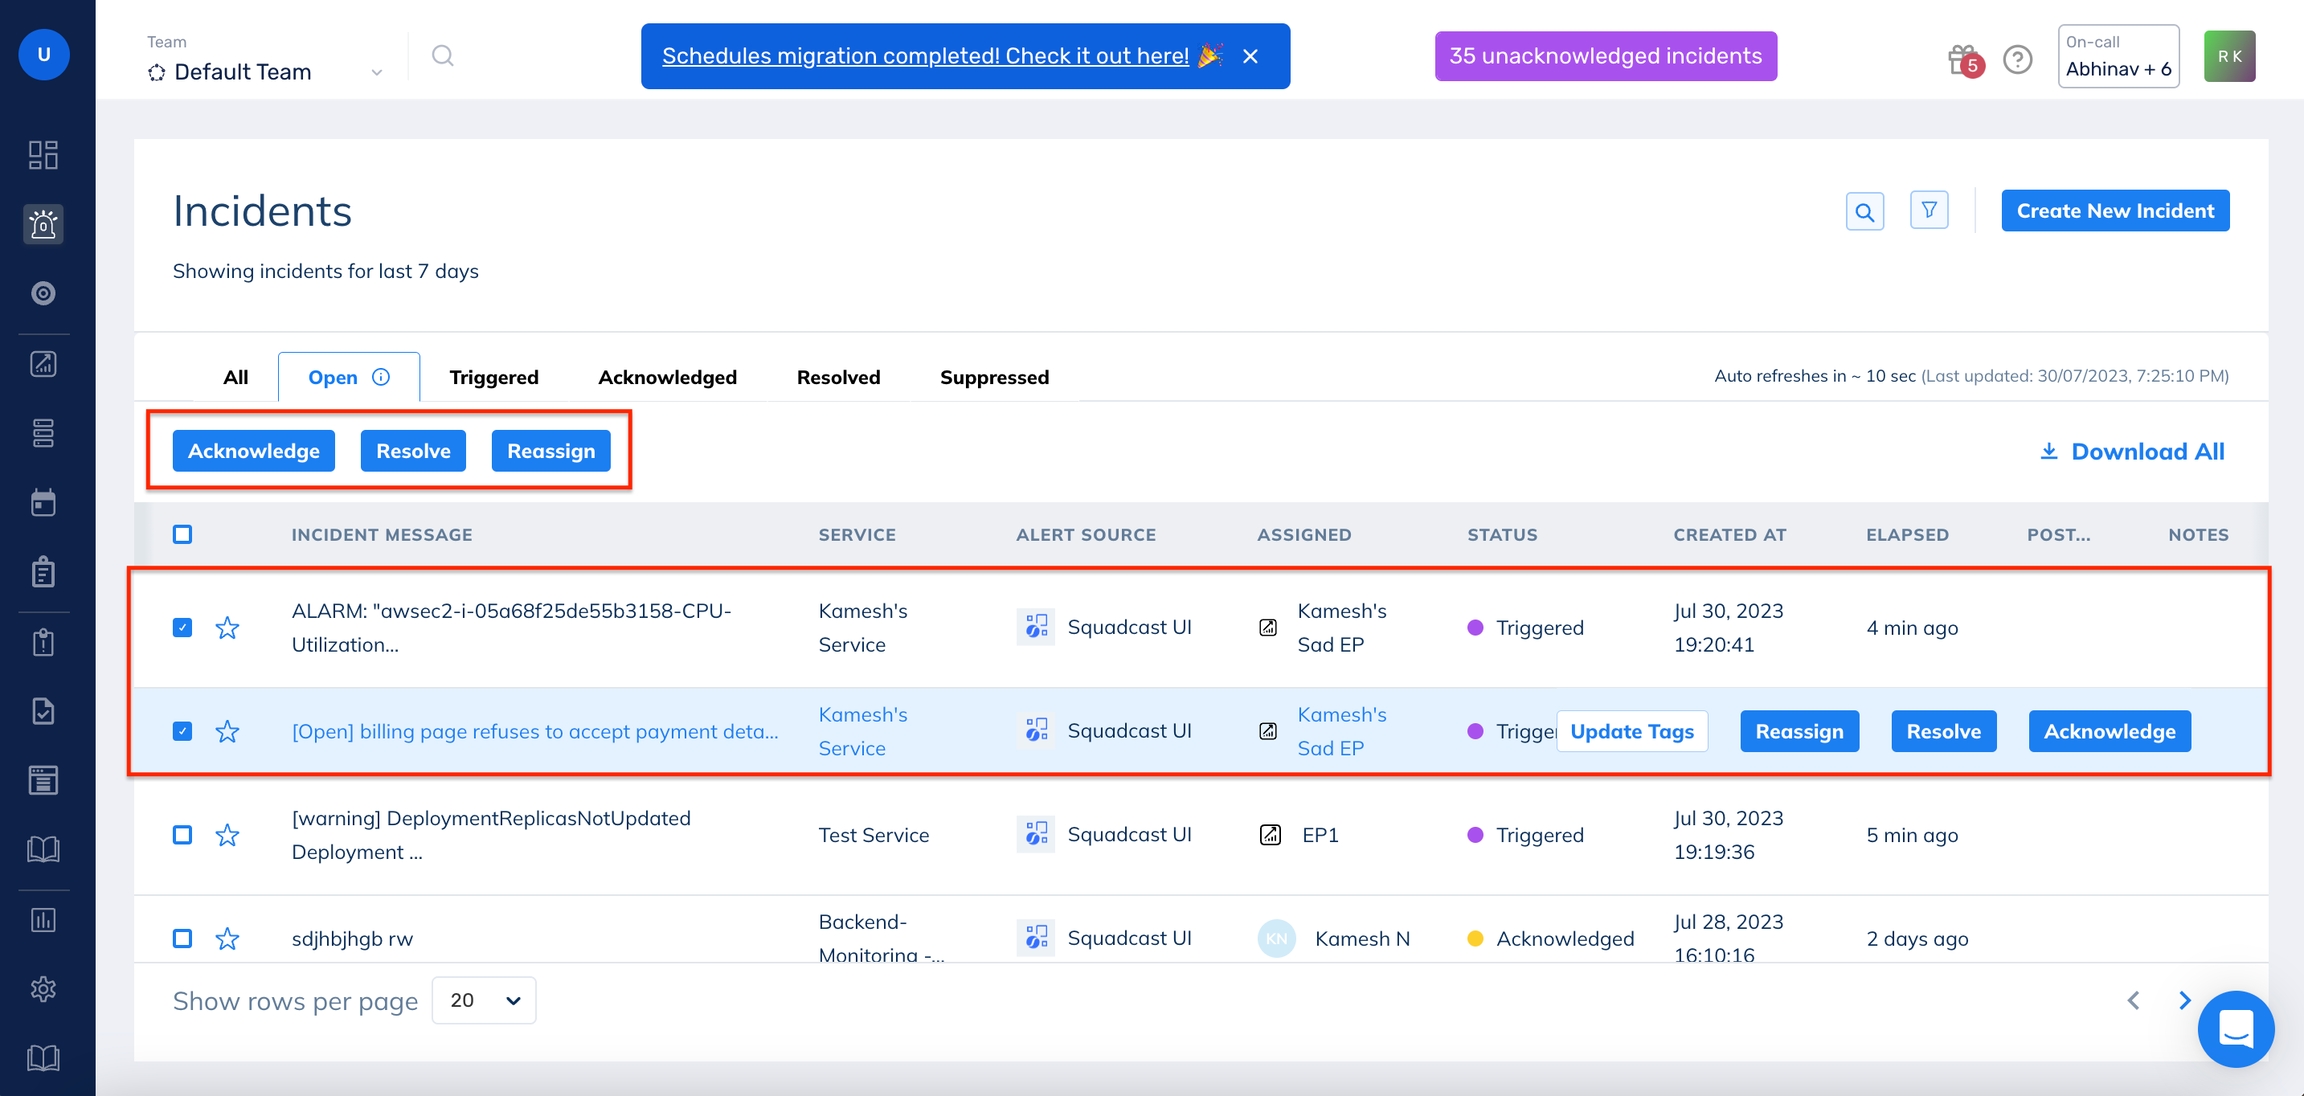 U
Team
Default Team
Schedules migration completed! Check it out here! 🎉
35 unacknowledged incidents
5
On-call
Abhinav + 6
R K
Incidents
Create New Incident
Showing incidents for last 7 days
All
Open
Triggered
Acknowledged
Resolved
Suppressed
Auto refreshes in ~ 10 sec (Last updated: 30/07/2023, 7:25:10 PM)
Acknowledge
Resolve
Reassign
Download All
INCIDENT MESSAGE
SERVICE
ALERT SOURCE
ASSIGNED
STATUS
CREATED AT
ELAPSED
POST...
NOTES
ALARM: "awsec2-i-05a68f25de55b3158-CPU-
Utilization...
Kamesh's
Service
Squadcast UI
Kamesh's
Sad EP
Triggered
Jul 30, 2023
19:20:41
4 min ago
[Open] billing page refuses to accept payment deta...
Kamesh's
Service
Squadcast UI
Kamesh's
Sad EP
Trigger
Update Tags
Reassign
Resolve
Acknowledge
[warning] DeploymentReplicasNotUpdated
Deployment ...
Test Service
Squadcast UI
EP1
Triggered
Jul 30, 2023
19:19:36
5 min ago
sdjhbjhgb rw
Backend-
Monitoring -...
Squadcast UI
KN
Kamesh N
Acknowledged
Jul 28, 2023
16:10:16
2 days ago
Show rows per page
20